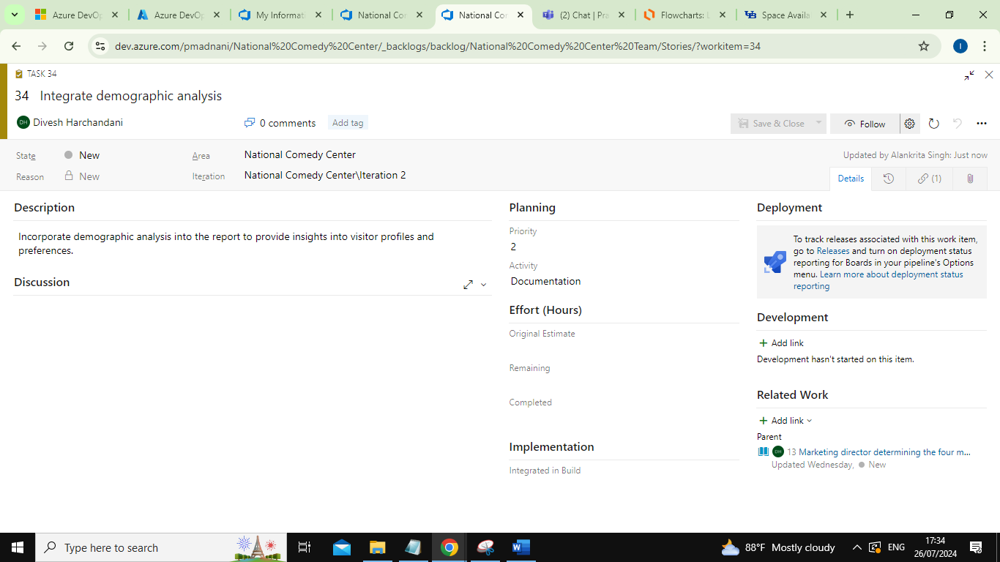 Azure DevOp
Azure DevOp
My Informati
National Cor
National Cor
(2) Chat | Pra
Flowcharts: L
Space Availa
dev.azure.com/pmadnani/National%20Comedy%20Center/_backlogs/backlog/National%20Comedy%20Center%20Team/Stories/?workitem=34
I
TASK 34
34 Integrate demographic analysis
DH Divesh Harchandani
0 comments
Add tag
Save & Close
Follow
State
New
Area
National Comedy Center
Updated by Alankrita Singh: Just now
Reason
New
Iteration
National Comedy Center\Iteration 2
Details
(1)
Description
Incorporate demographic analysis into the report to provide insights into visitor profiles and
preferences.
Discussion
Planning
Priority
2
Activity
Documentation
Effort (Hours)
Original Estimate
Remaining
Completed
Implementation
Integrated in Build
Deployment
To track releases associated with this work item,
go to Releases and turn on deployment status
reporting for Boards in your pipeline's Options
menu. Learn more about deployment status
reporting
Development
Add link
Development hasn't started on this item.
Related Work
Add link
Parent
DH 13 Marketing director determining the four m...
Updated Wednesday, New
Type here to search
88°F Mostly cloudy
ENG
17:34
26/07/2024